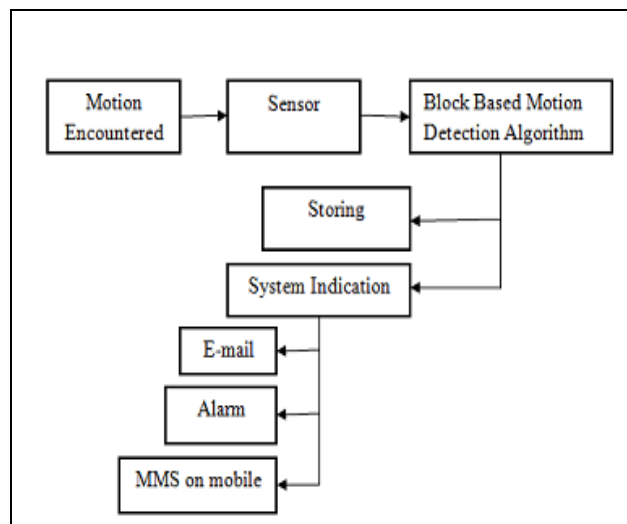 Motion
Encountered
Sensor
Block Based Motion
Detection Algorithm
Storing
System Indication
E-mail
Alarm
MMS on mobile